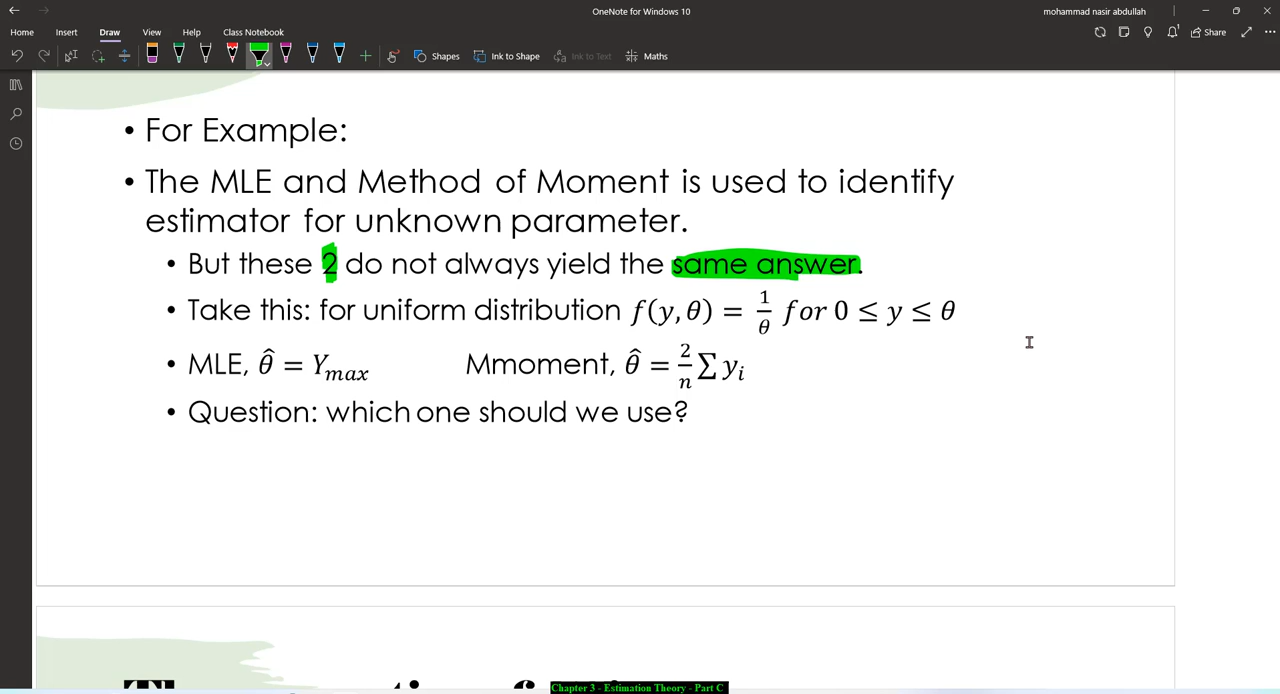 OneNote for Windows 10
mohammad nasir abdullah
Home Insert Draw View Help Class Notebook
Share
Shapes Ink to Shape Ink to Text Maths
• For Example:
• The MLE and Method of Moment is used to identify
estimator for unknown parameter.
• But these 2 do not always yield the same answer.
• Take this: for uniform distribution f(y, θ) = 1/θ for 0 ≤ y ≤ θ
• MLE, θ̂ = Y_max Mmoment, θ̂ = 2/n ∑ y_i
• Question: which one should we use?
Chapter 3 - Estimation Theory - Part C